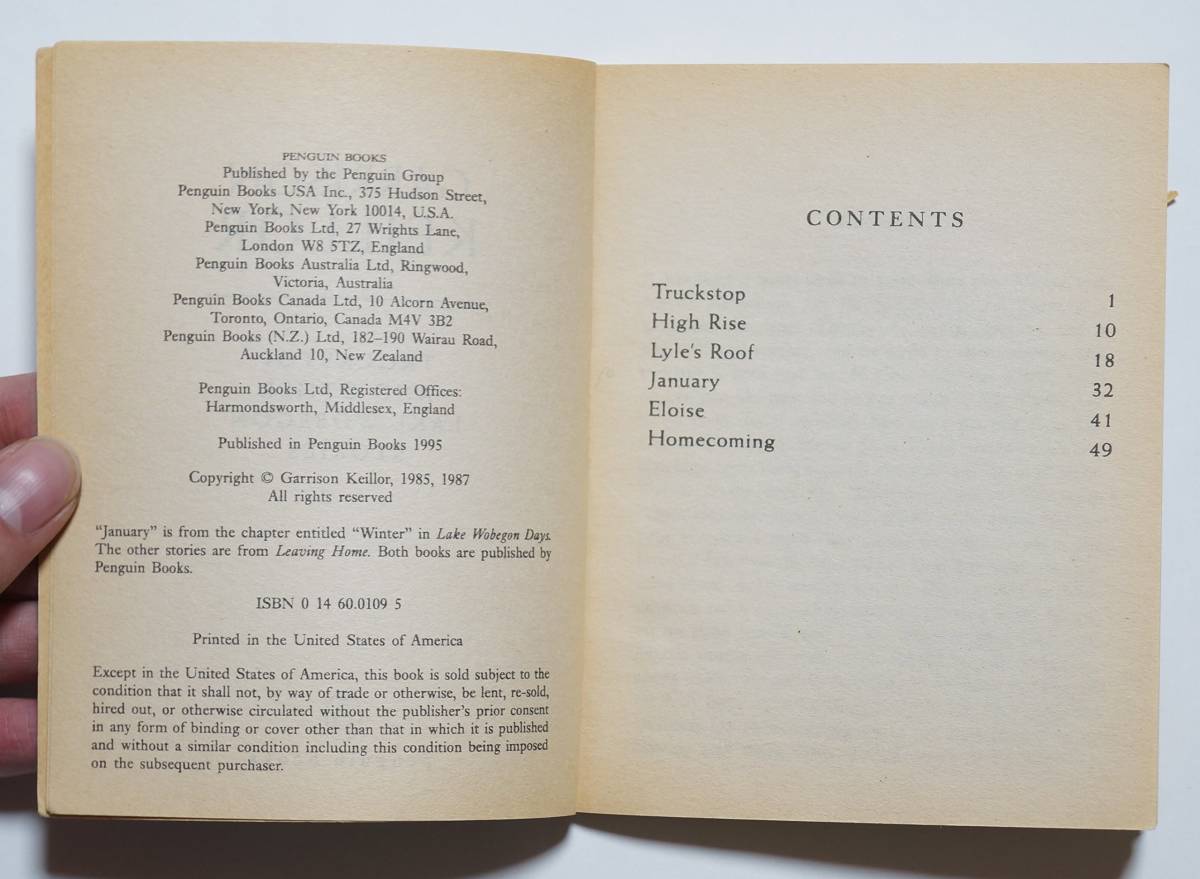 PENGUIN BOOKS
Published by the Penguin Group
Penguin Books USA Inc., 375 Hudson Street,
New York, New York 10014, U.S.A.
Penguin Books Ltd, 27 Wrights Lane,
London W8 5TZ, England
Penguin Books Australia Ltd, Ringwood,
Victoria, Australia
Penguin Books Canada Ltd, 10 Alcorn Avenue,
Toronto, Ontario, Canada M4V 3B2
Penguin Books (N.Z.) Ltd, 182–190 Wairau Road,
Auckland 10, New Zealand
Penguin Books Ltd, Registered Offices:
Harmondsworth, Middlesex, England
Published in Penguin Books 1995
Copyright © Garrison Keillor, 1985, 1987
All rights reserved
“January” is from the chapter entitled “Winter” in Lake Wobegon Days.
The other stories are from Leaving Home. Both books are published by
Penguin Books.
ISBN 0 14 60.0109 5
Printed in the United States of America
Except in the United States of America, this book is sold subject to the
condition that it shall not, by way of trade or otherwise, be lent, re-sold,
hired out, or otherwise circulated without the publisher’s prior consent
in any form of binding or cover other than that in which it is published
and without a similar condition including this condition being imposed
on the subsequent purchaser.
CONTENTS
Truckstop 1
High Rise 10
Lyle’s Roof 18
January 32
Eloise 41
Homecoming 49